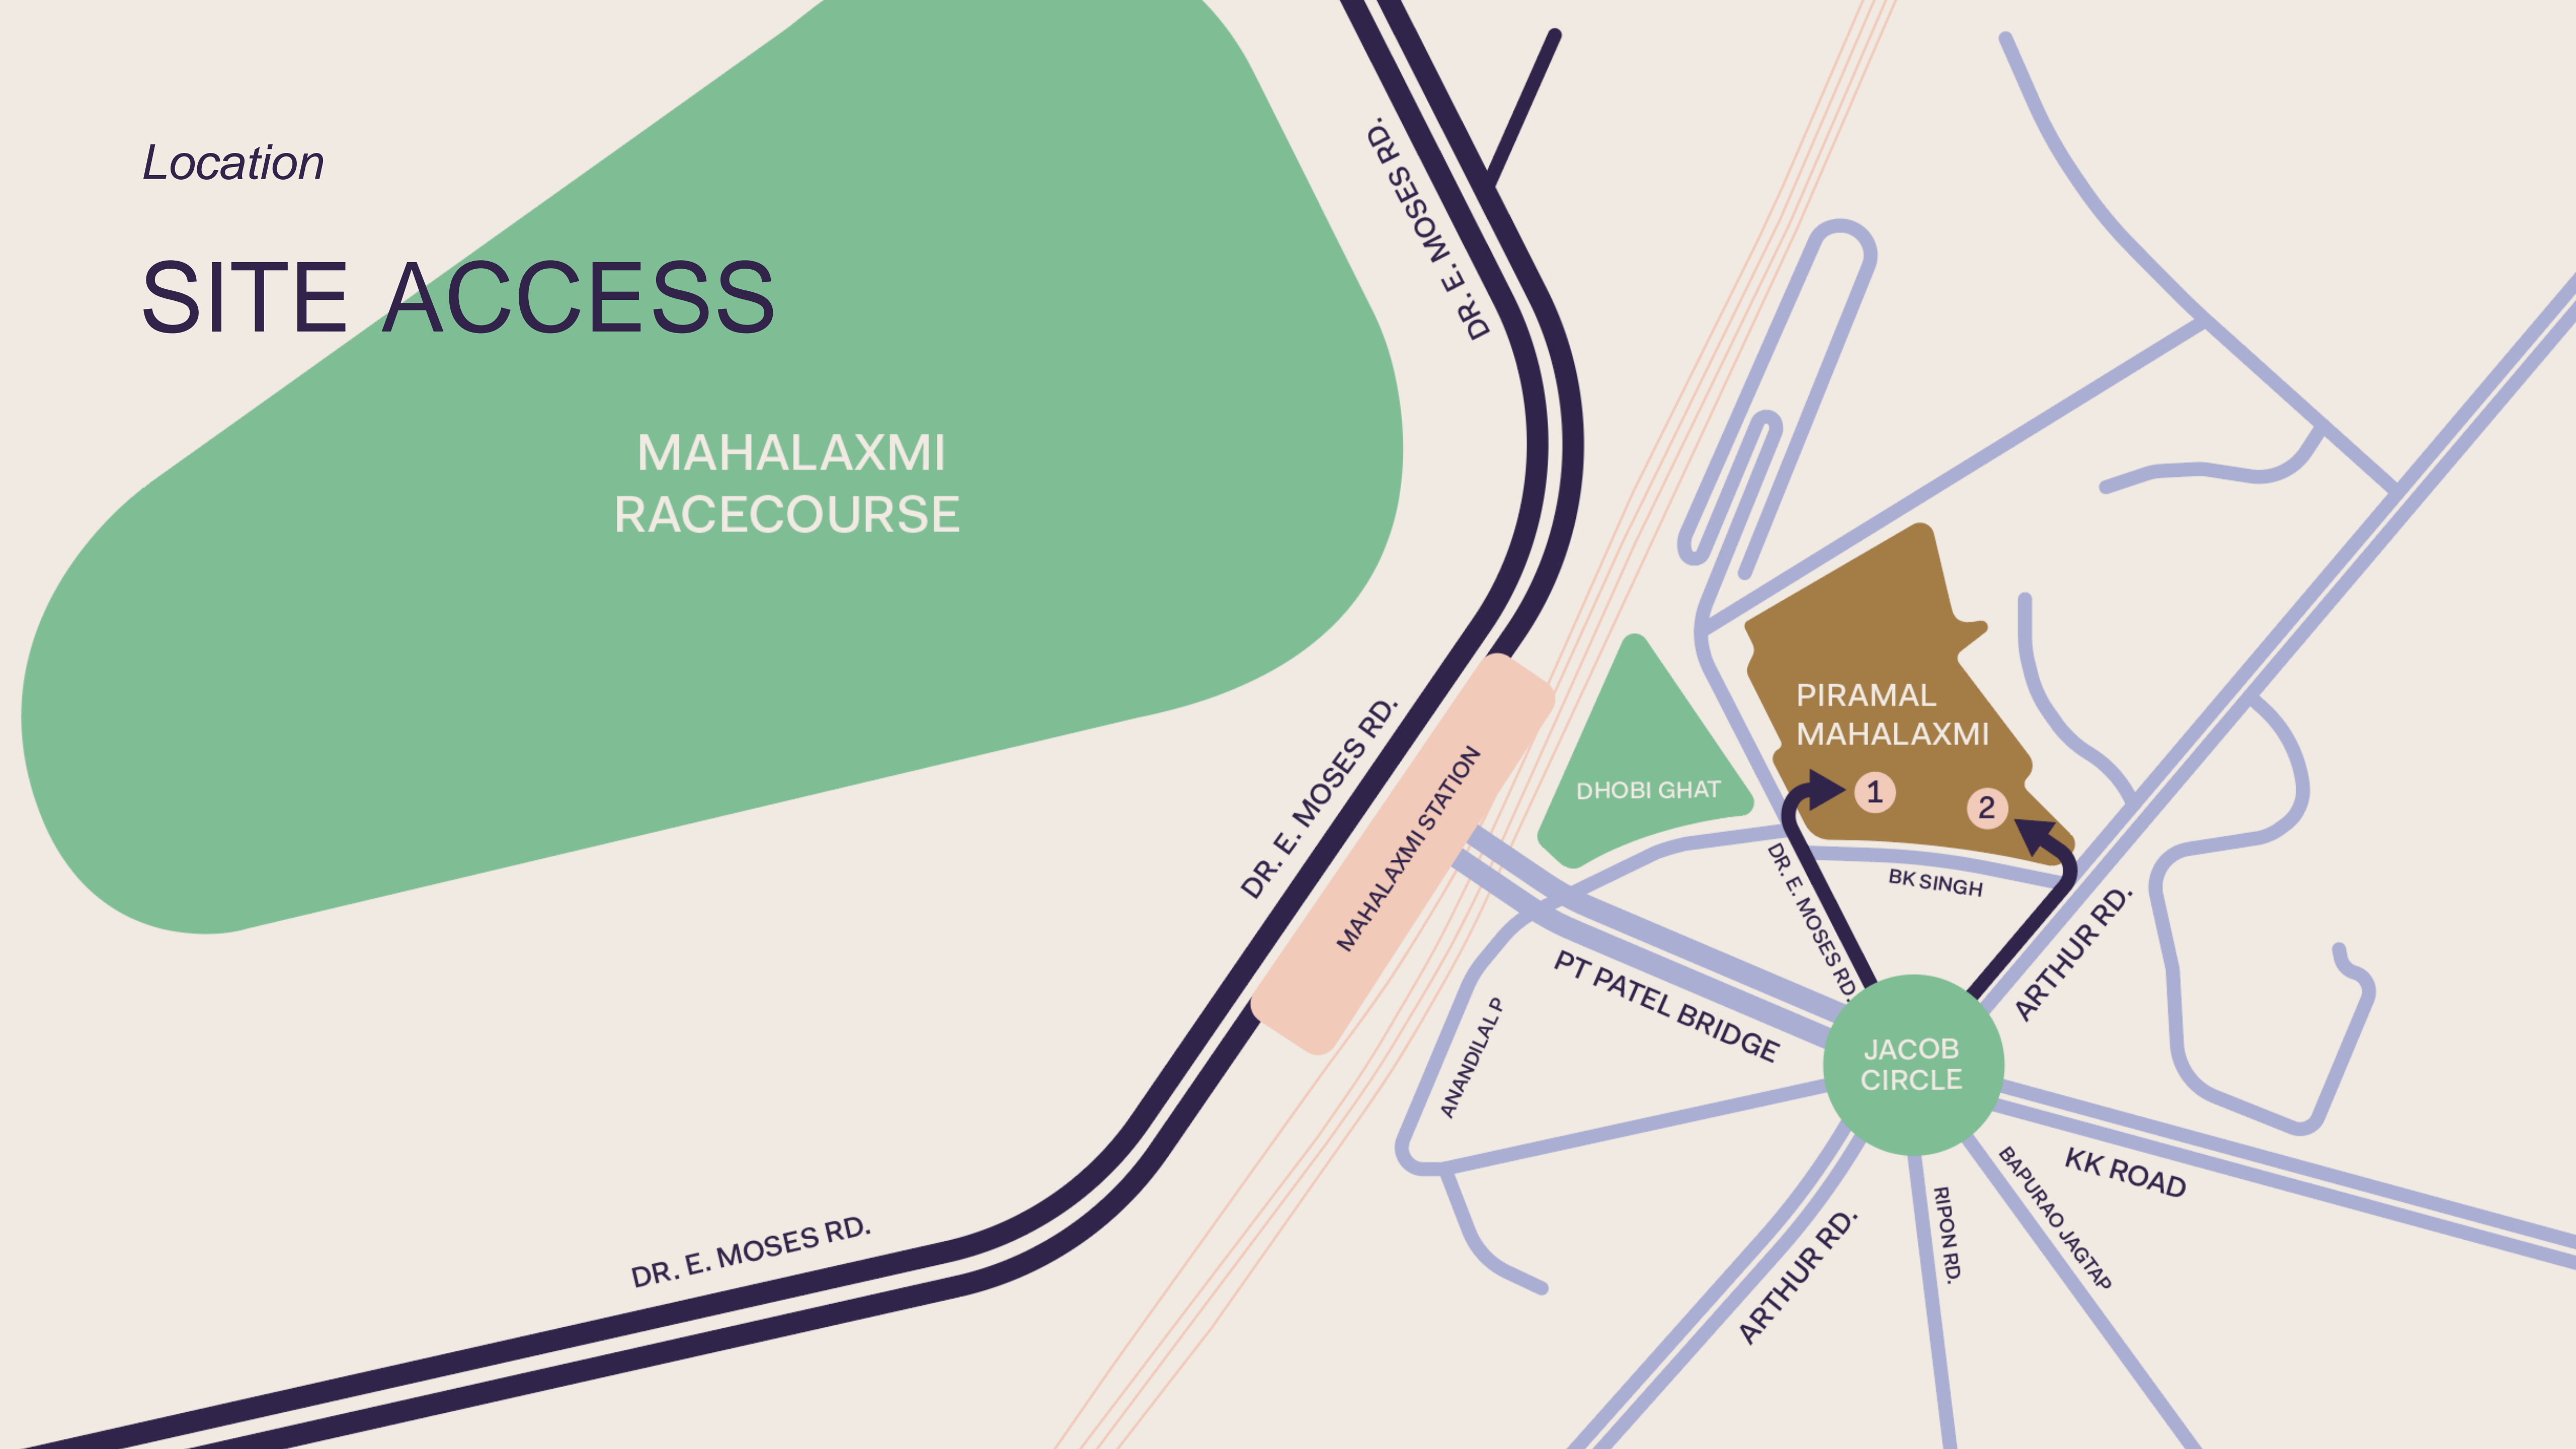 Location
SITE ACCESS
DR. E. MOSES RD.
MAHALAXMI
RACECOURSE
PIRAMAL
MAHALAXMI
DR. E. MOSES RD.
MAHALAXMI STATION
DHOBI GHAT
1
2
DR. E. MOSES RD.
BK SINGH
ARTHUR RD.
PT PATEL BRIDGE
ANANDILAL P
JACOB
CIRCLE
KK ROAD
BAPURAO JAGTAP
RIPON RD.
ARTHUR RD.
DR. E. MOSES RD.